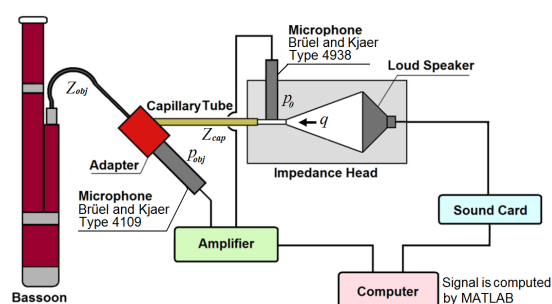 Microphone
Brüel and Kjaer
Type 4938
Loud Speaker
Zobj
Capillary Tube
p0
q
Zcap
Adapter
pobj
Impedance Head
Microphone
Brüel and Kjaer
Type 4109
Sound Card
Amplifier
Computer
Signal is computed
by MATLAB
Bassoon